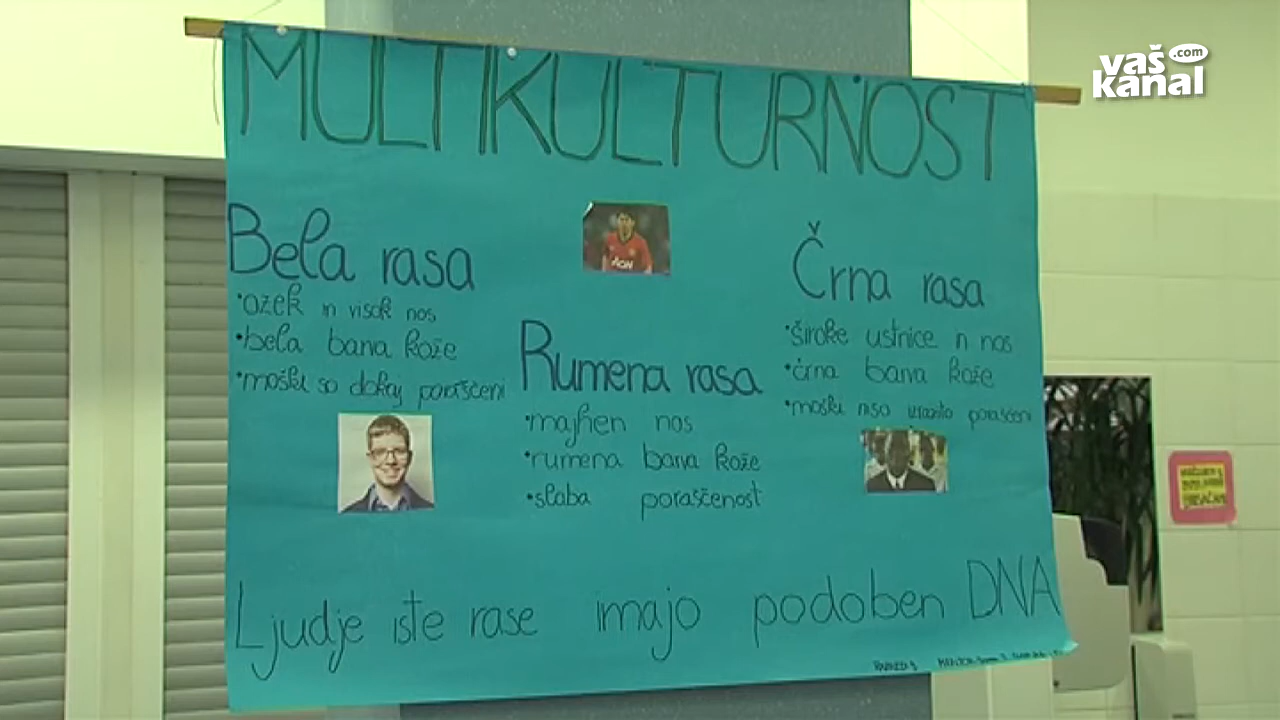 MULTIKULTURNOST
vaš
kanal
.com
AON
Bela rasa
•ozek in visok nos
•bela barva kože
•moški so dokaj poraščeni
Rumena rasa
•majhen nos
•rumena barva kože
•slaba poraščenost
Črna rasa
•široke ustnice in nos
•črna barva kože
•moški niso izrazito poraščeni
Ljudje iste rase imajo podoben DNA